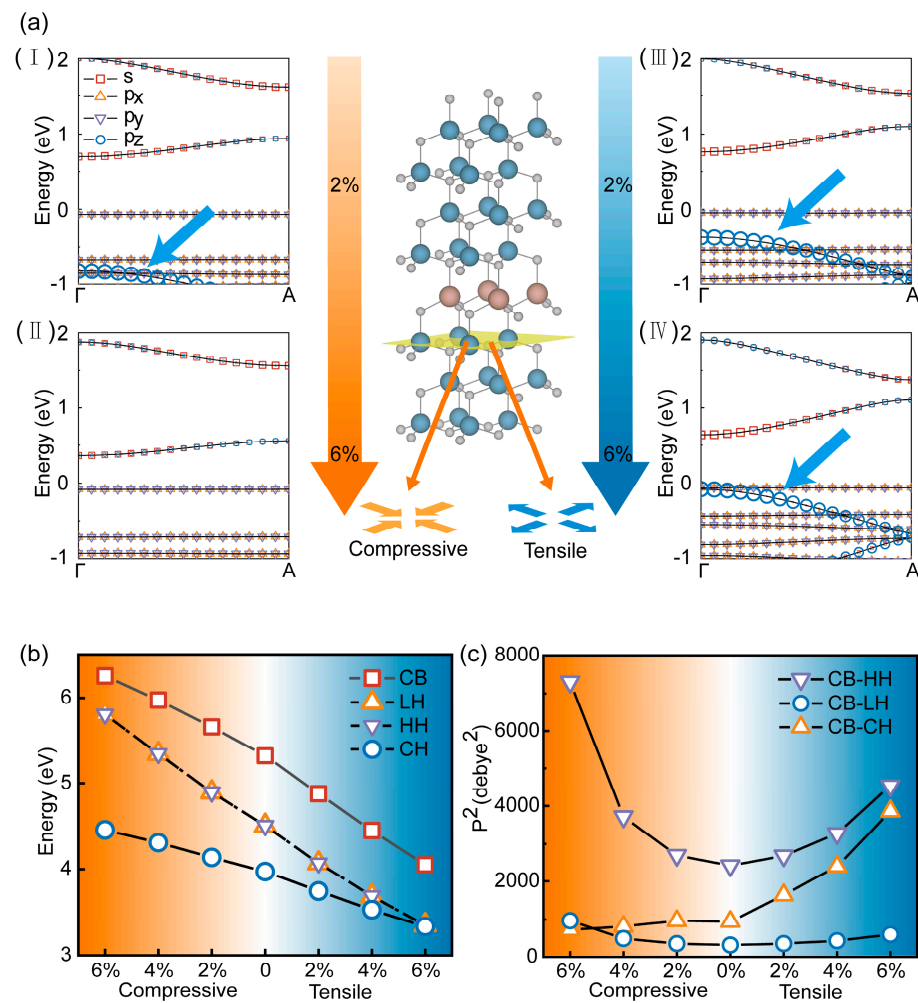 (a)
(Ⅰ)
2
1
0
-1
Energy (eV)
s
px
py
pz
Γ
A
2%
6%
2%
6%
(Ⅲ)
2
1
0
-1
Energy (eV)
Γ
A
(Ⅱ)
2
1
0
-1
Energy (eV)
Γ
A
Compressive
Tensile
(Ⅳ)
2
1
0
-1
Energy (eV)
Γ
A
(b)
Energy (eV)
6
5
4
3
CB
LH
HH
CH
6% 4% 2% 0 2% 4% 6%
Compressive Tensile
(c)
P²(debye²)
8000
6000
4000
2000
0
CB-HH
CB-LH
CB-CH
6% 4% 2% 0% 2% 4% 6%
Compressive Tensile